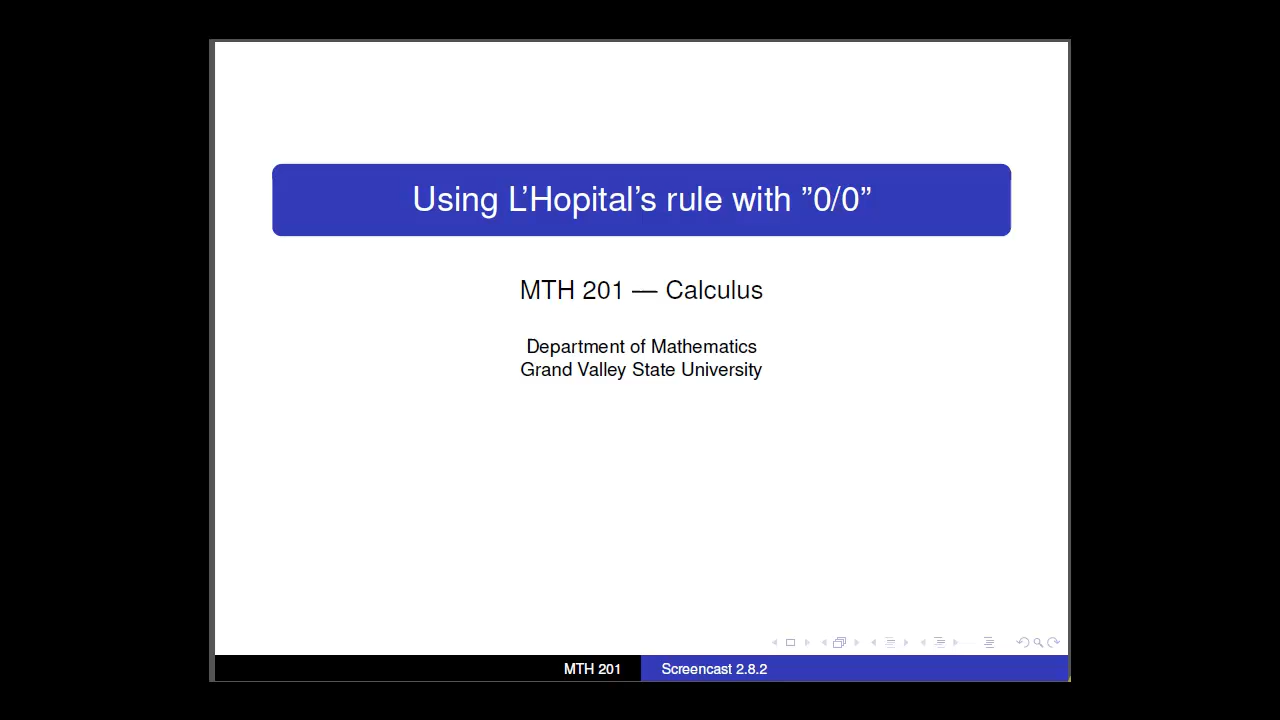 Using L’Hopital’s rule with ”0/0”
MTH 201 — Calculus
Department of Mathematics
Grand Valley State University
MTH 201
Screencast 2.8.2